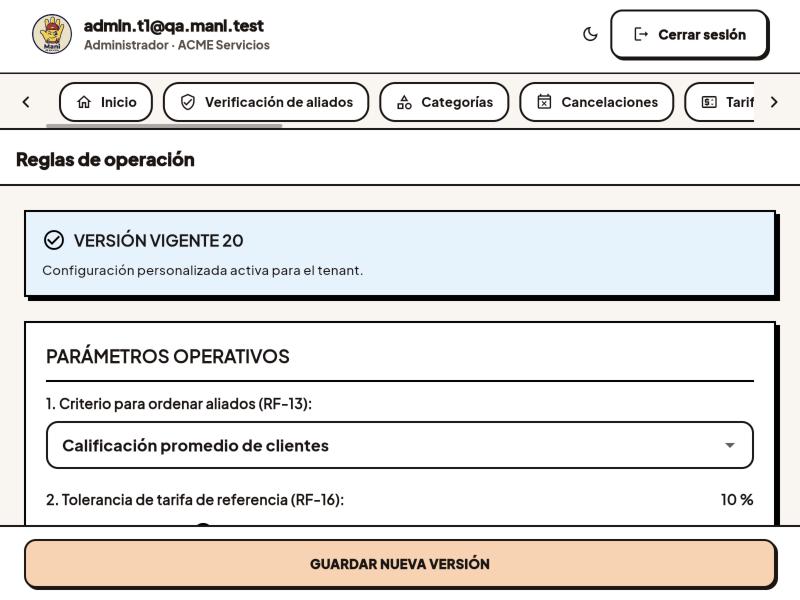 admin.t1@qa.mani.test
Administrador · ACME Servicios
Cerrar sesión
Inicio
Verificación de aliados
Categorías
Cancelaciones
Tarif
Reglas de operación
VERSIÓN VIGENTE 20
Configuración personalizada activa para el tenant.
PARÁMETROS OPERATIVOS
1. Criterio para ordenar aliados (RF-13):
Calificación promedio de clientes
2. Tolerancia de tarifa de referencia (RF-16): 10 %
GUARDAR NUEVA VERSIÓN